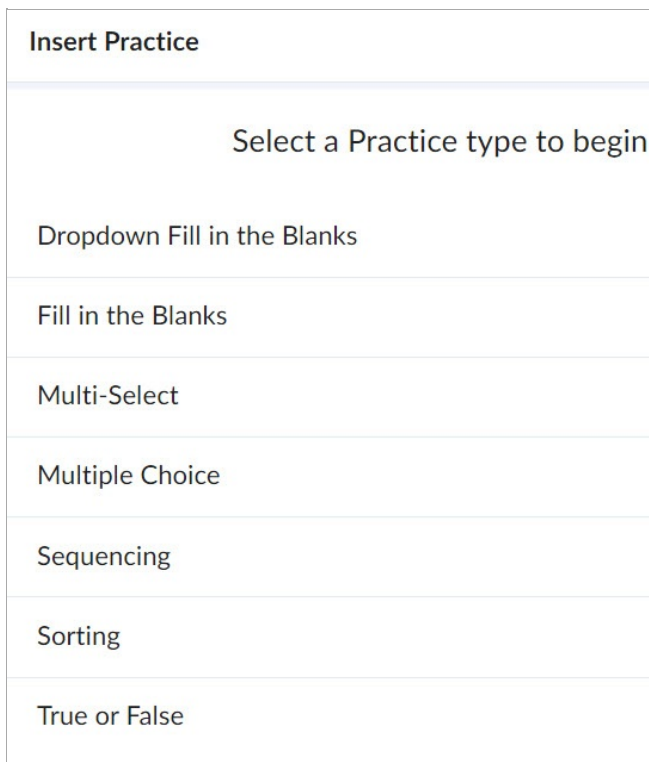 Insert Practice
Select a Practice type to begin
Dropdown Fill in the Blanks
Fill in the Blanks
Multi-Select
Multiple Choice
Sequencing
Sorting
True or False